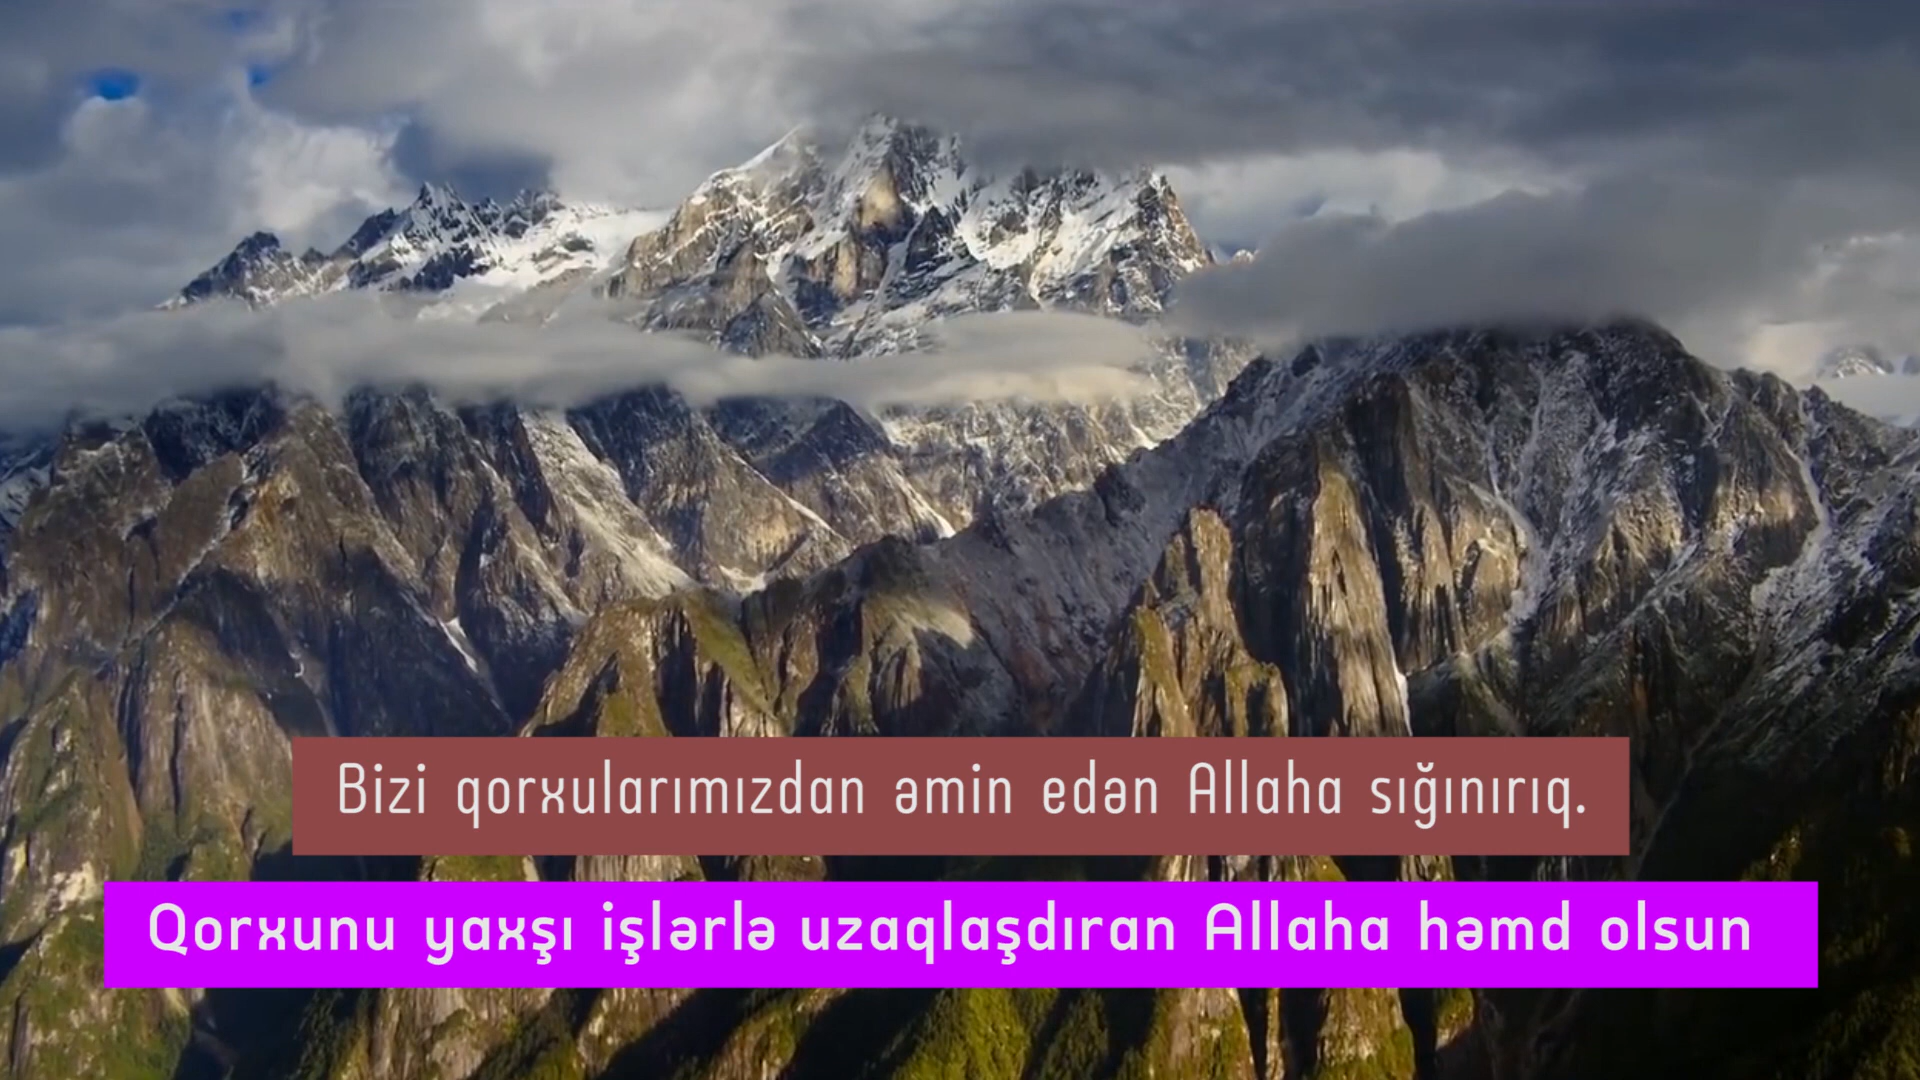 Bizi qorxularımızdan əmin edən Allaha sığınırıq.
Qorxunu yaxşı işlərlə uzaqlaşdıran Allaha həmd olsun